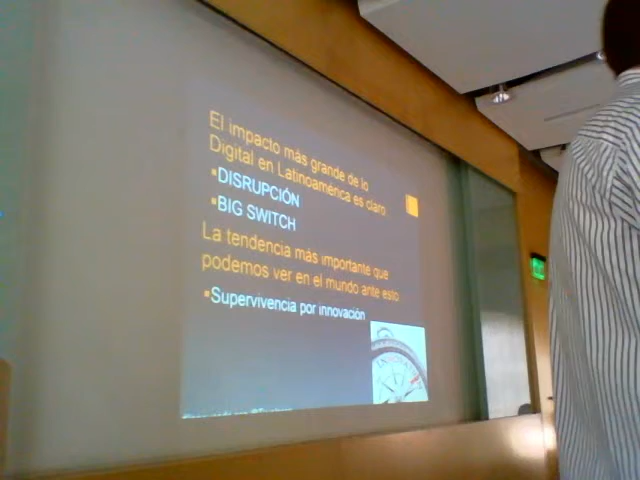 El impacto más grande de lo
Digital en Latinoamérica es claro
▪DISRUPCIÓN
▪BIG SWITCH
La tendencia más importante que
podemos ver en el mundo ante esto
▪Supervivencia por innovación